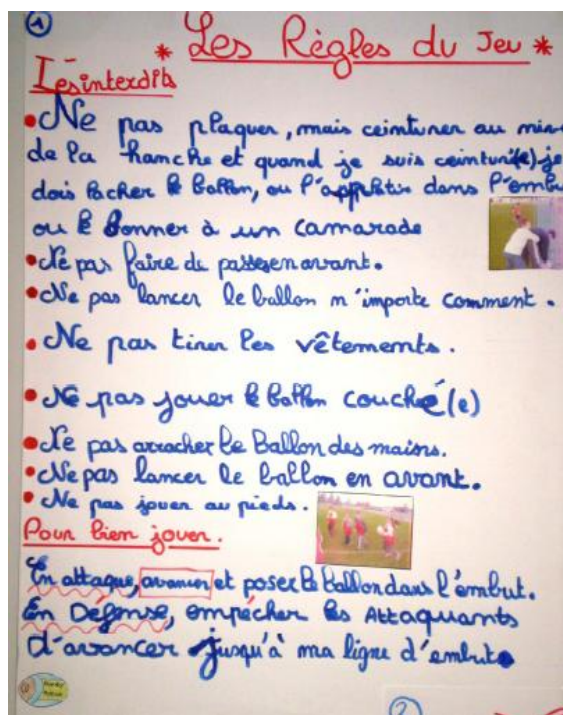 1
* Les Règles du Jeu *
Les interdits
• Ne pas plaquer, mais ceinturer au
de la hanche et quand je suis ceinturé(e) je
dois lacher le ballon, ou l'applatir dans l'embu
ou le donner à un camarade
• Ne pas faire de passes en avant.
• Ne pas lancer le ballon n'importe comment.
• Ne pas tirer les vêtements.
• Ne pas jouer le ballon couché(e)
• Ne pas arracher le Ballon des mains.
• Ne pas lancer le ballon en avant.
• Ne pas jouer au pieds.
Pour bien jouer.
En attaque, avancer et poser le ballon dans l'embut.
En Défense, empêcher les Attaquants
d'avancer jusqu'à ma ligne d'embut
2